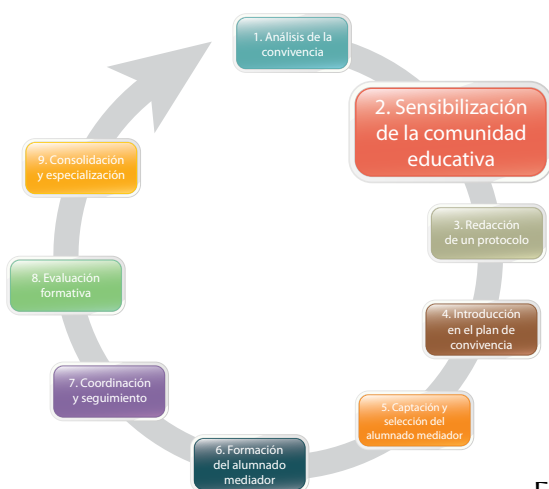 1. Análisis de la
convivencia
2. Sensibilización
de la comunidad
educativa
3. Redacción
de un protocolo
4. Introducción
en el plan de
convivencia
5. Captación y
selección del
alumnado mediador
6. Formación
del alumnado
mediador
7. Coordinación
y seguimiento
8. Evaluación
formativa
9. Consolidación
y especialización